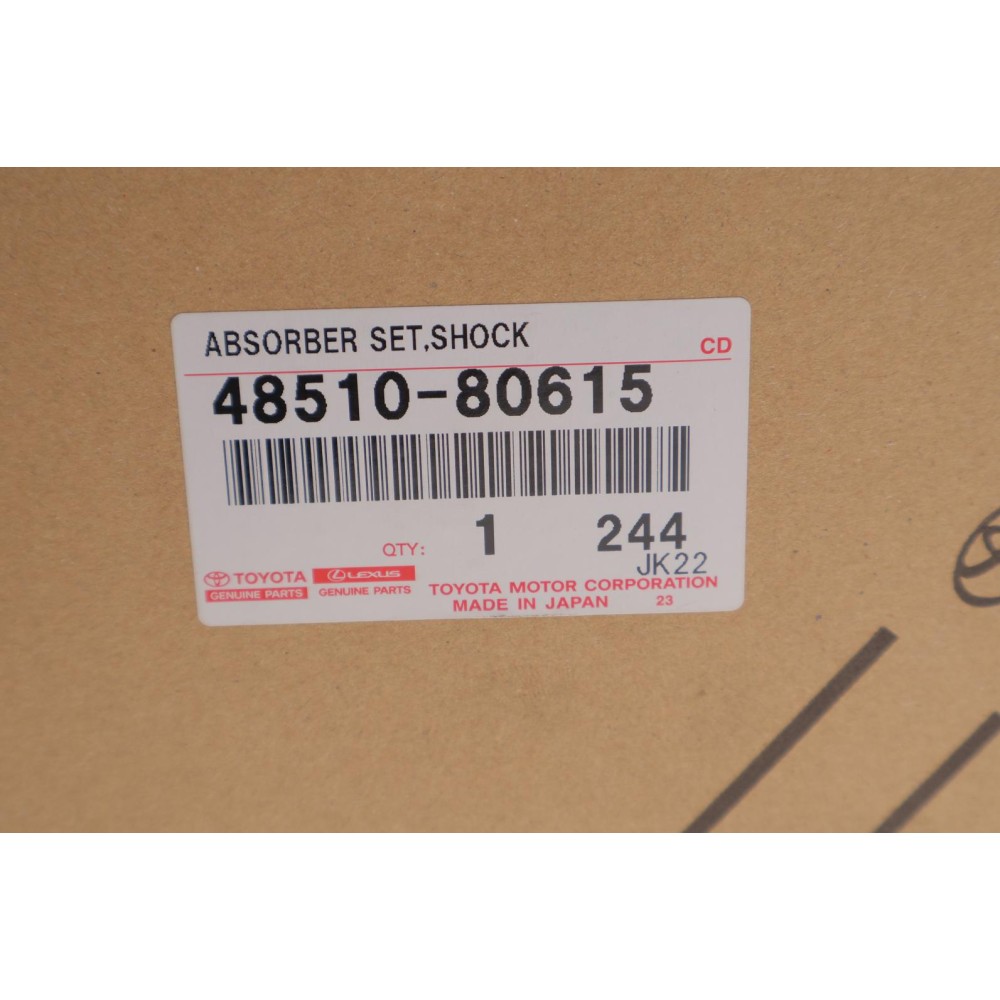 ABSORBER SET,SHOCK
CD
48510-80615
QTY: 1 244
JK22
TOYOTA LEXUS TOYOTA MOTOR CORPORATION
GENUINE PARTS GENUINE PARTS MADE IN JAPAN 23